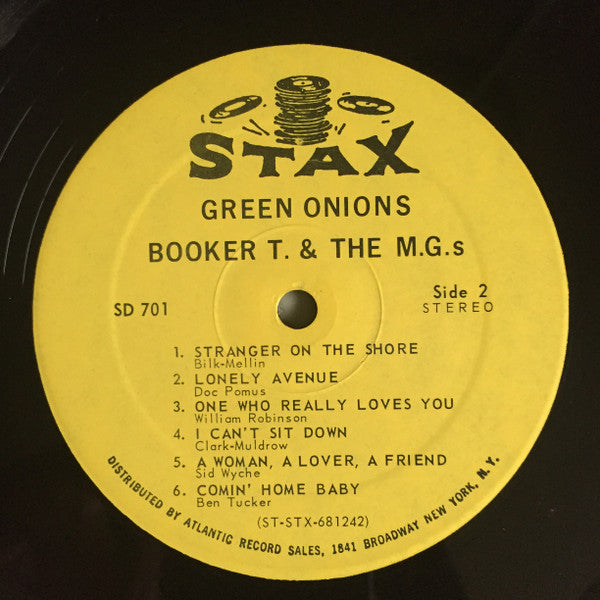 STAX
GREEN ONIONS
BOOKER T. & THE M.G.s
SD 701
Side 2
STEREO
1. STRANGER ON THE SHORE
Bilk-Mellin
2. LONELY AVENUE
Doc Pomus
3. ONE WHO REALLY LOVES YOU
William Robinson
4. I CAN'T SIT DOWN
Clark-Muldrow
5. A WOMAN, A LOVER, A FRIEND
Sid Wyche
6. COMIN' HOME BABY
Ben Tucker
(ST-STX-681242)
DISTRIBUTED BY ATLANTIC RECORD SALES, 1841 BROADWAY NEW YORK, N. Y.